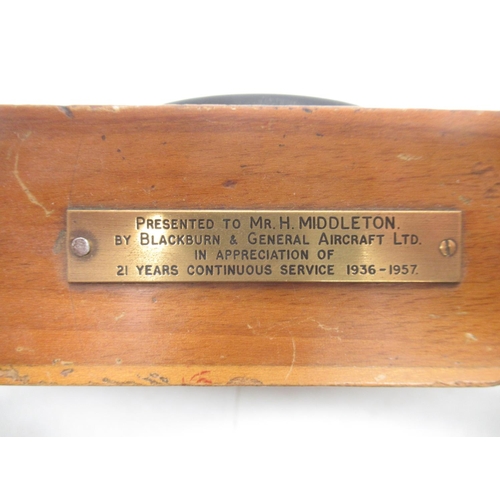 PRESENTED TO MR. H. MIDDLETON.
BY BLACKBURN & GENERAL AIRCRAFT LTD.
IN APPRECIATION OF
21 YEARS CONTINUOUS SERVICE 1936-1957.